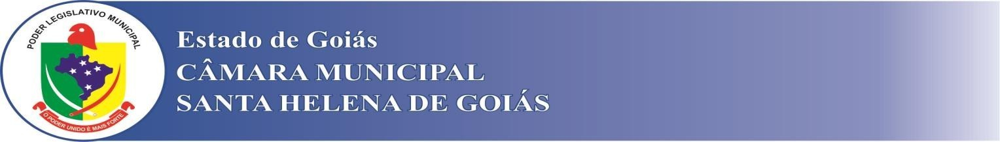 PODER LEGISLATIVO MUNICIPAL
O PODER UNIDO É MAIS FORTE
Estado de Goiás
CÂMARA MUNICIPAL
SANTA HELENA DE GOIÁS